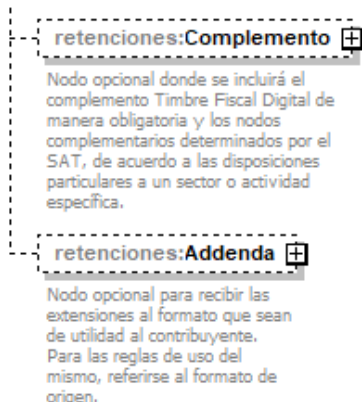 retenciones:Complemento
Nodo opcional donde se incluirá el
complemento Timbre Fiscal Digital de
manera obligatoria y los nodos
complementarios determinados por el
SAT, de acuerdo a las disposiciones
particulares a un sector o actividad
específica.
retenciones:Addenda
Nodo opcional para recibir las
extensiones al formato que sean
de utilidad al contribuyente.
Para las reglas de uso del
mismo, referirse al formato de
origen.